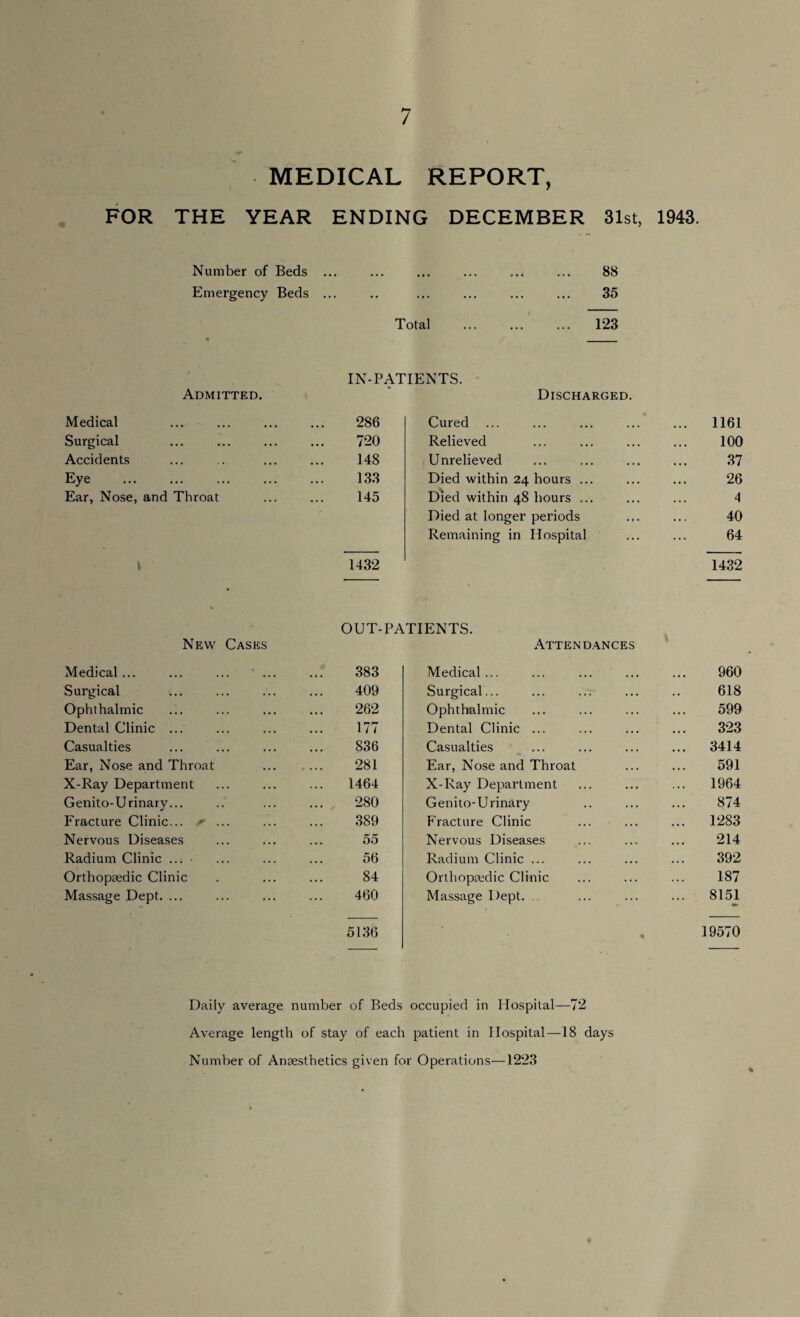 7
MEDICAL REPORT,
FOR THE YEAR ENDING DECEMBER 31st, 1943.
Number of Beds ... ... ... ... ... ... 88
Emergency Beds ... .. ... ... ... ... 35
Total ... ... ... 123
IN-PATIENTS.
Admitted. Discharged.
Medical ... ... ... ... 286 Cured ... ... ... ... ... 1161
Surgical ... ... ... ... 720 Relieved ... ... ... ... 100
Accidents ... .. ... ... 148 Unrelieved ... ... ... ... 37
Eye ... ... ... ... ... 133 Died within 24 hours ... ... ... 26
Ear, Nose, and Throat ... ... 145 Died within 48 hours ... ... ... 4
Died at longer periods ... ... 40
Remaining in Hospital ... ... 64
1432 1432
OUT-PATIENTS.
New Cases Attendances
Medical ... ... ... ... ... 383 Medical ... ... ... ... ... 960
Surgical ... ... ... ... 409 Surgical ... ... ... ... .. 618
Ophthalmic ... ... ... ... 262 Ophthalmic ... ... ... ... 599
Dental Clinic ... ... ... ... 177 Dental Clinic ... ... ... ... 323
Casualties ... ... ... ... 836 Casualties ... ... ... ... 3414
Ear, Nose and Throat ... ... 281 Ear, Nose and Throat ... ... 591
X-Ray Department ... ... ... 1464 X-Ray Department ... ... ... 1964
Genito-Urinary... .. ... ... 280 Genito-Urinary .. ... ... 874
Fracture Clinic... ... ... ... 389 Fracture Clinic ... ... ... 1283
Nervous Diseases ... ... ... 55 Nervous Diseases ... ... ... 214
Radium Clinic ... ... ... ... 56 Radium Clinic ... ... ... ... 392
Orthopædic Clinic . ... ... 84 Orthopædic Clinic ... ... ... 187
Massage Dept. ... ... ... ... 460 Massage Dept. .. ... ... ... 8151
5136 19570
Daily average number of Beds occupied in Hospital—72
Average length of stay of each patient in Hospital—18 days
Number of Anæsthetics given for Operations—1223